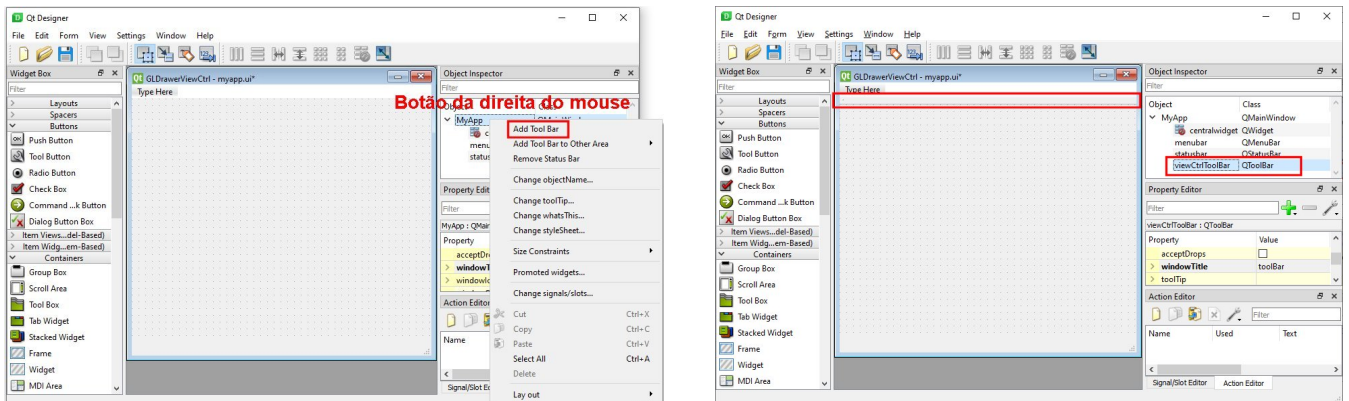 Qt Designer
File Edit Form View Settings Window Help
Widget Box
Filter
Layouts
Spacers
Buttons
Push Button
Tool Button
Radio Button
Check Box
Command ...k Button
Dialog Button Box
Item Views...del-Based)
Item Widg...em-Based)
Containers
Group Box
Scroll Area
Tool Box
Tab Widget
Stacked Widget
Frame
Widget
MDI Area
GLDrawerViewCtrl - myapp.ui*
Type Here
Botão da direita do mouse
Object Inspector
Filter
Object Class
MyApp QMainWindow
menu
status
Add Tool Bar
Add Tool Bar to Other Area
Remove Status Bar
Change objectName...
Change toolTip...
Change whatsThis...
Change styleSheet...
Size Constraints
Promoted widgets...
Change signals/slots...
Cut Ctrl+X
Copy Ctrl+C
Paste Ctrl+V
Select All Ctrl+A
Delete
Lay out
Property Edit
Filter
MyApp : QMain
Property
acceptDr
windowT
windowIc
Action Editor
Name
Signal/Slot Ed
Qt Designer
File Edit Form View Settings Window Help
Widget Box
Filter
Layouts
Spacers
Buttons
Push Button
Tool Button
Radio Button
Check Box
Command ...k Button
Dialog Button Box
Item Views...del-Based)
Item Widg...em-Based)
Containers
Group Box
Scroll Area
Tool Box
Tab Widget
Stacked Widget
Frame
Widget
MDI Area
GLDrawerViewCtrl - myapp.ui*
Type Here
Object Inspector
Filter
Object Class
MyApp QMainWindow
centralwidget QWidget
menubar QMenuBar
statusbar QStatusBar
viewCtrlToolBar QToolBar
Property Editor
Filter
viewCtrlToolBar : QToolBar
Property Value
acceptDrops
windowTitle toolBar
toolTip
Action Editor
Filter
Name Used Text
Signal/Slot Editor Action Editor